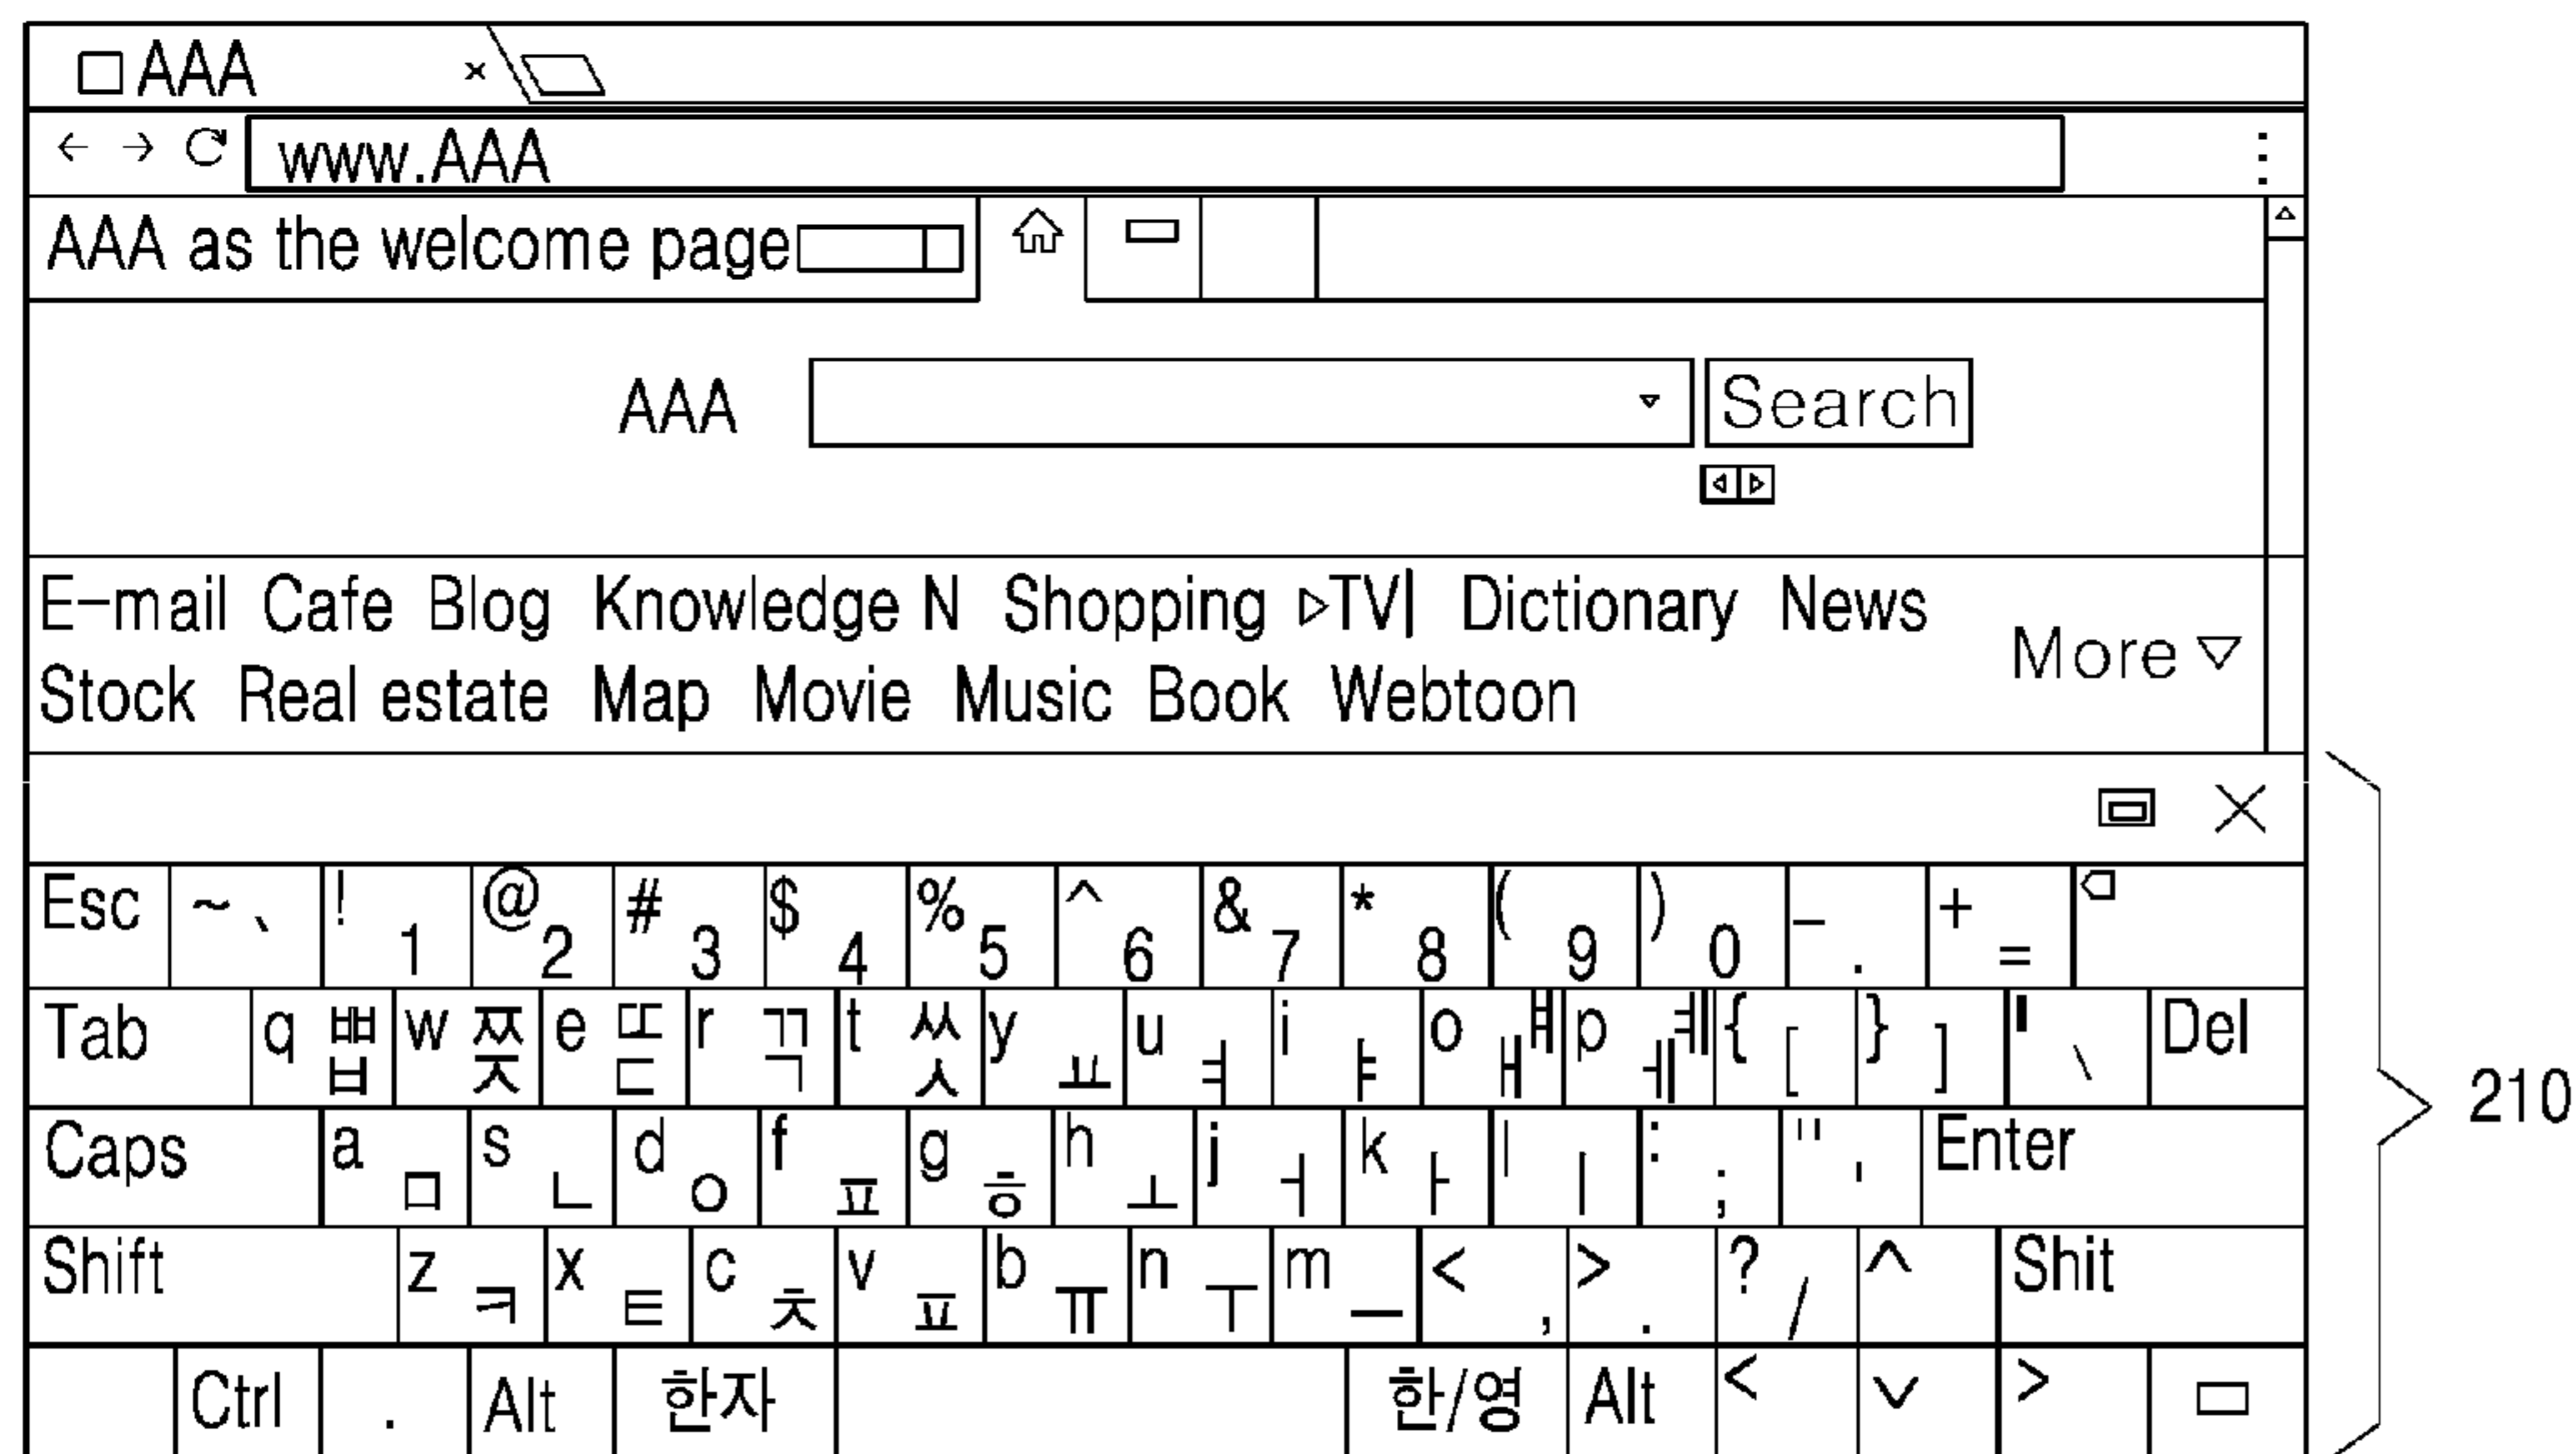 AAA ×
www.AAA
AAA as the welcome page
AAA Search
E-mail Cafe Blog Knowledge N Shopping ▷TV| Dictionary News
More ▽
Stock Real estate Map Movie Music Book Webtoon
Esc ~ 、 ! 1 @ 2 # 3 $ 4 % 5 ^ 6 & 7 * 8 ( 9 ) 0 – . + =
Tab q ㅃ ㅂ w ㅉ ㅈ e ㄸ ㄷ r ㄲ ㄱ t ㅆ ㅅ y ㅛ u ㅕ i ㅑ o ㅒ ㅐ p ㅖ ㅔ { [ } ] ' \ Del
210
Caps a ㅁ s ㄴ d ㅇ f ㅍ g ㅎ h ㅗ j ㅓ k ㅏ l ㅣ : ; " ' Enter
Shift z ㅋ x ㅌ c ㅊ v ㅍ b ㅠ n ㅜ m ㅡ < , > . ? / ^ Shit
Ctrl . Alt 한자 한/영 Alt < ∨ >